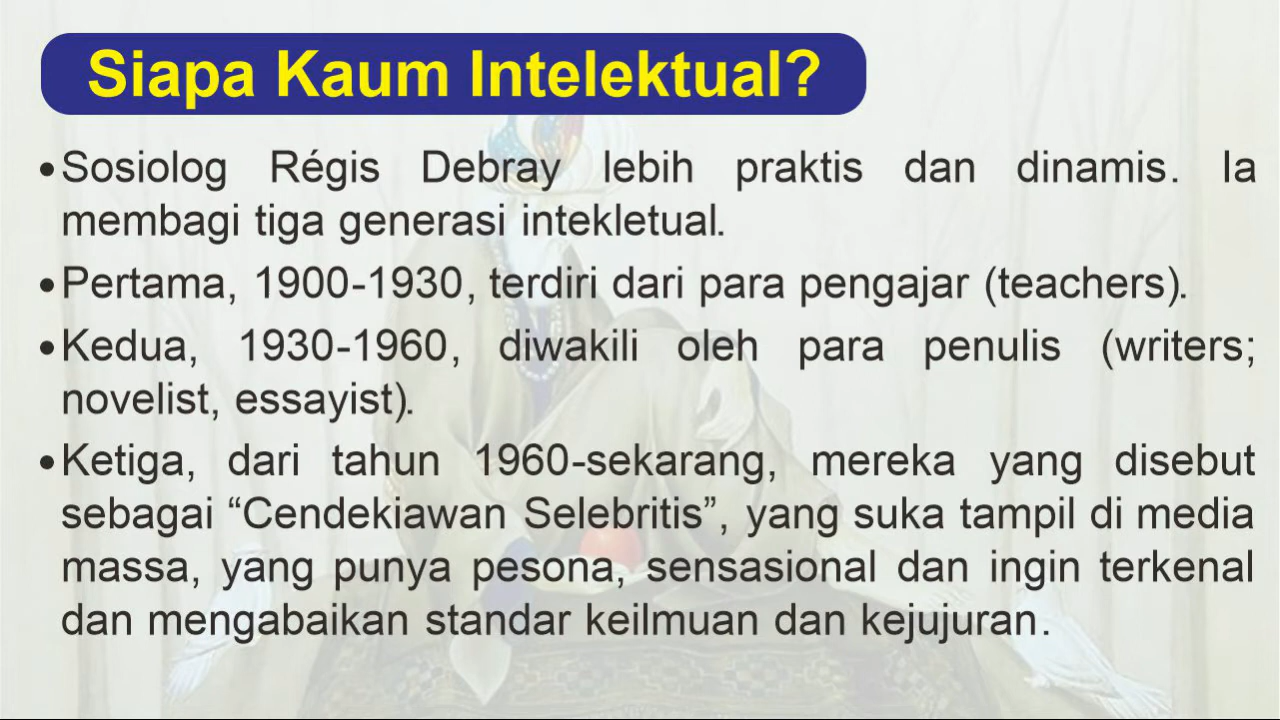 Siapa Kaum Intelektual?
•Sosiolog Régis Debray lebih praktis dan dinamis. Ia
membagi tiga generasi intekletual.
•Pertama, 1900-1930, terdiri dari para pengajar (teachers).
•Kedua, 1930-1960, diwakili oleh para penulis (writers;
novelist, essayist).
•Ketiga, dari tahun 1960-sekarang, mereka yang disebut
sebagai “Cendekiawan Selebritis”, yang suka tampil di media
massa, yang punya pesona, sensasional dan ingin terkenal
dan mengabaikan standar keilmuan dan kejujuran.